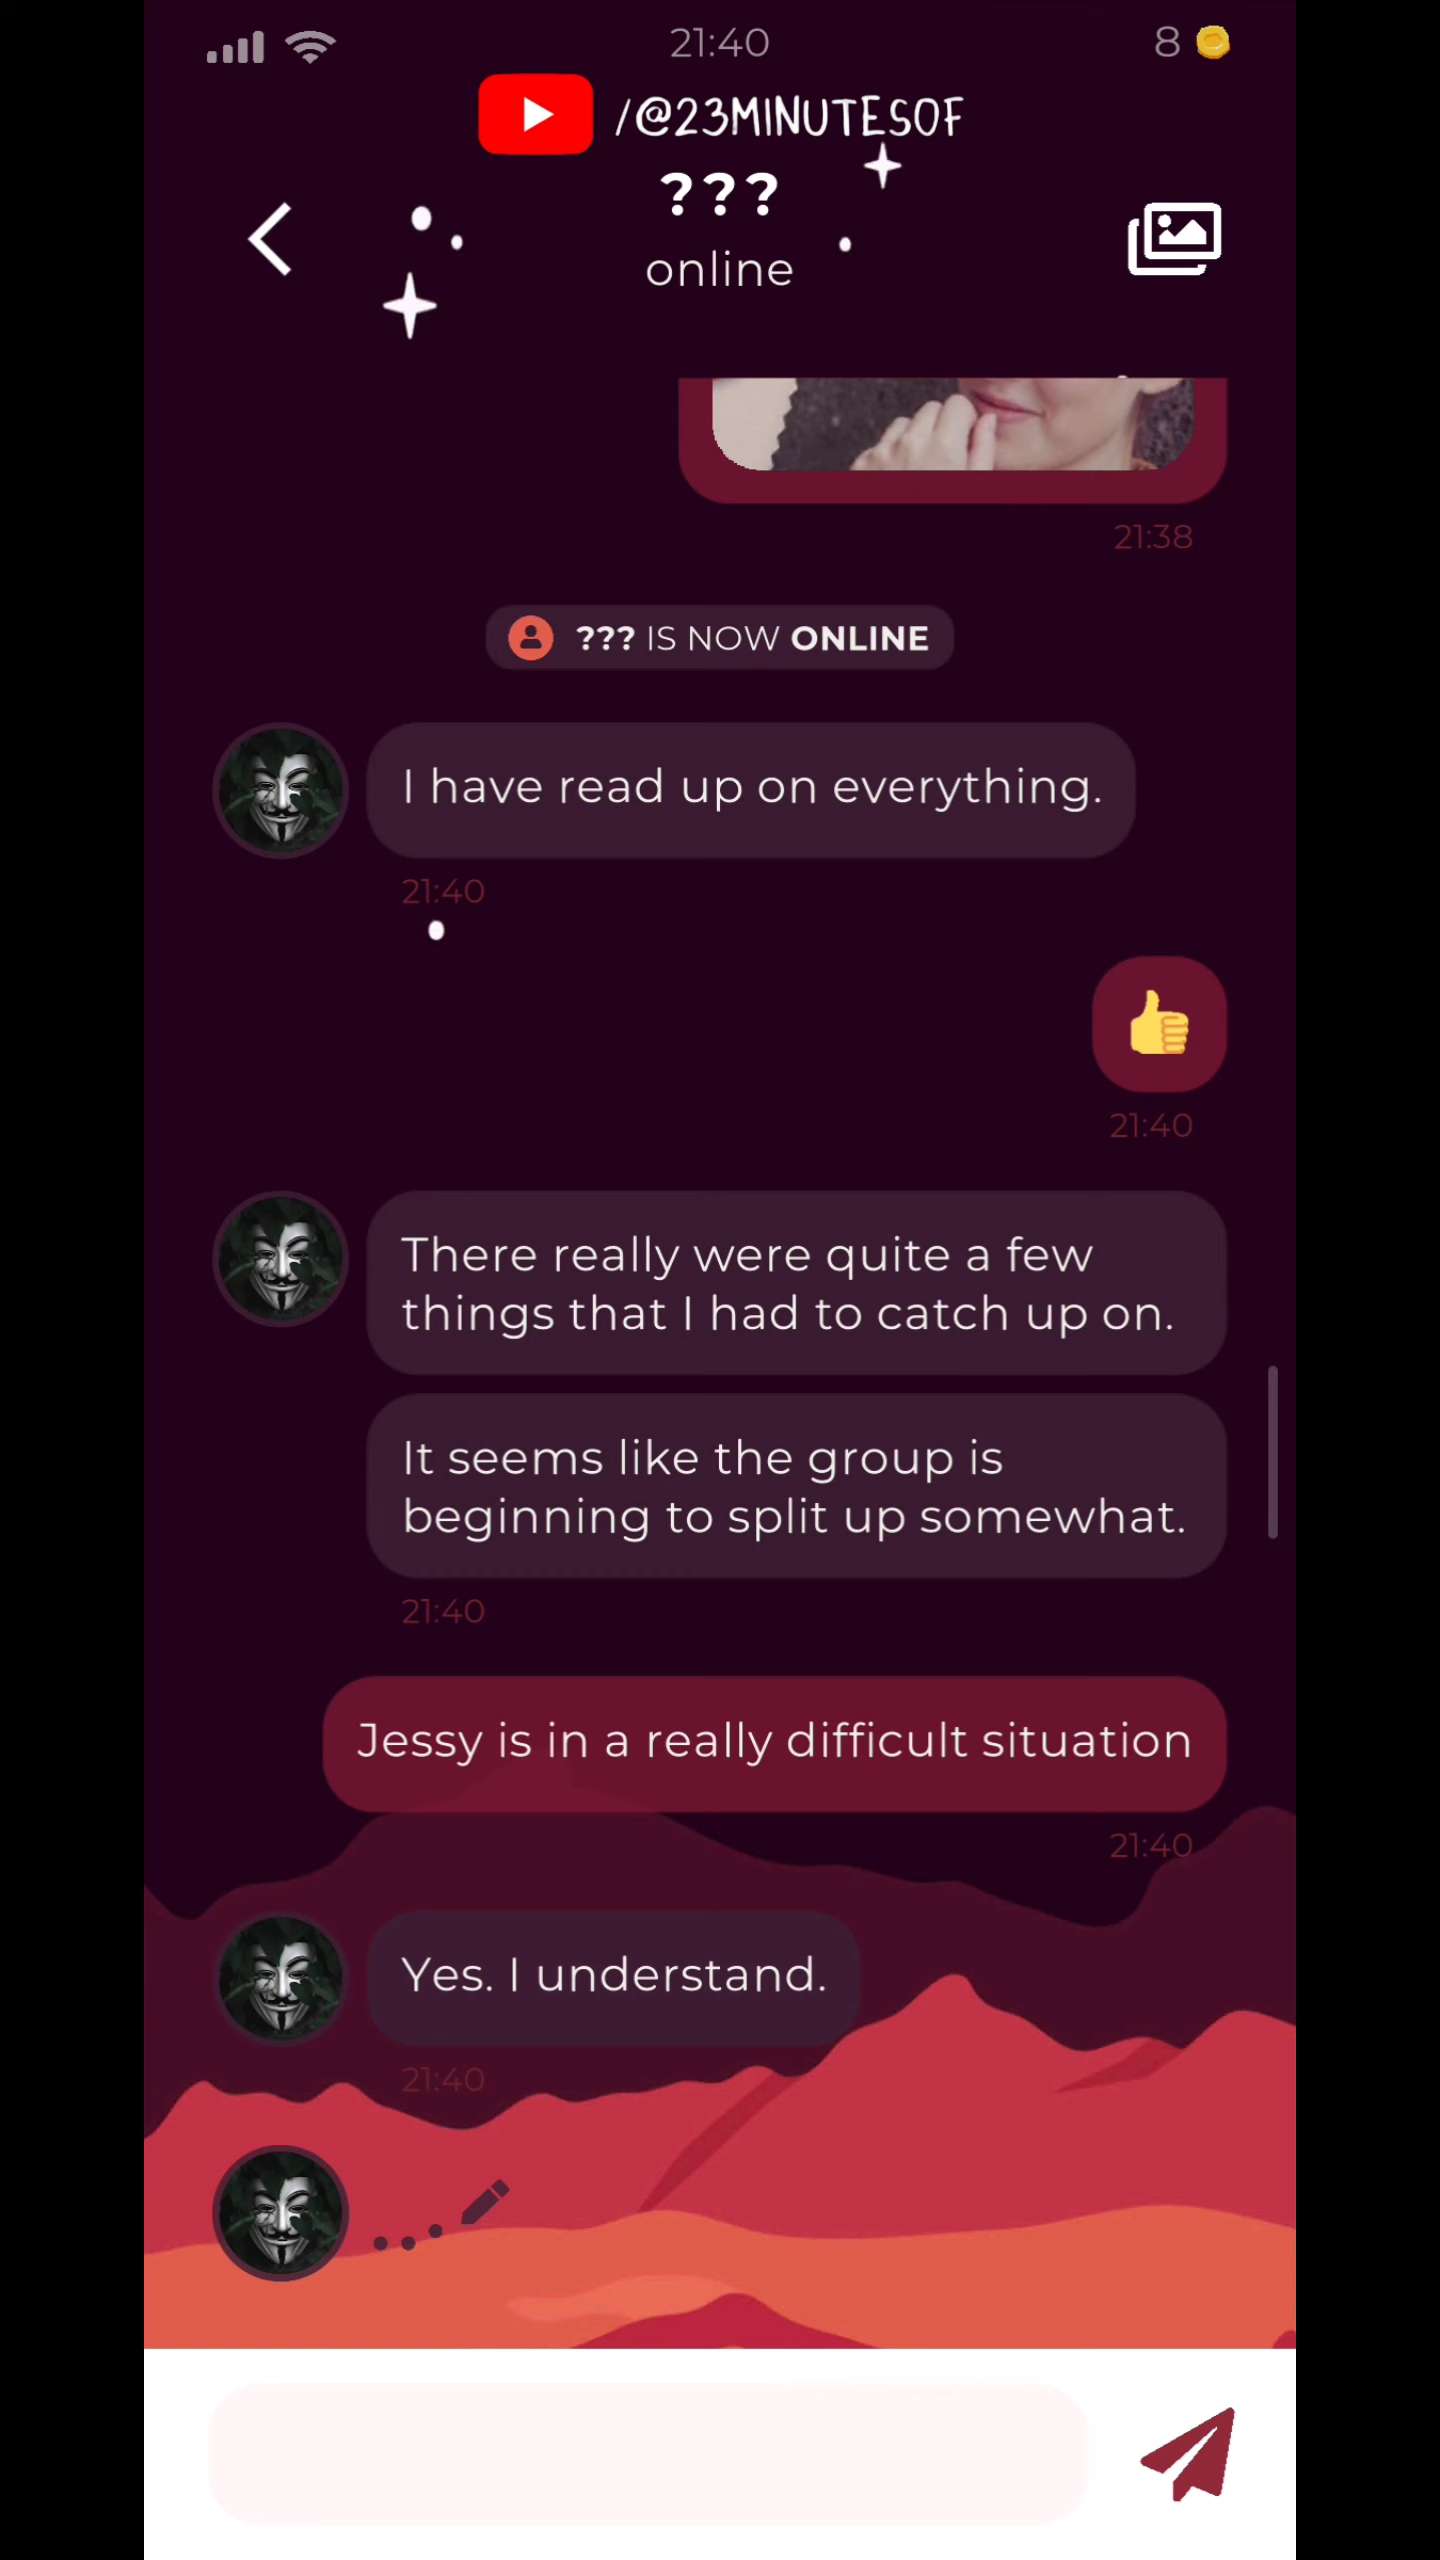 21:40
8
/@23MINUTESOF
???
online
21:38
??? IS NOW ONLINE
I have read up on everything.
21:40
21:40
There really were quite a few
things that I had to catch up on.
It seems like the group is
beginning to split up somewhat.
21:40
Jessy is in a really difficult situation
21:40
Yes. I understand.
21:40